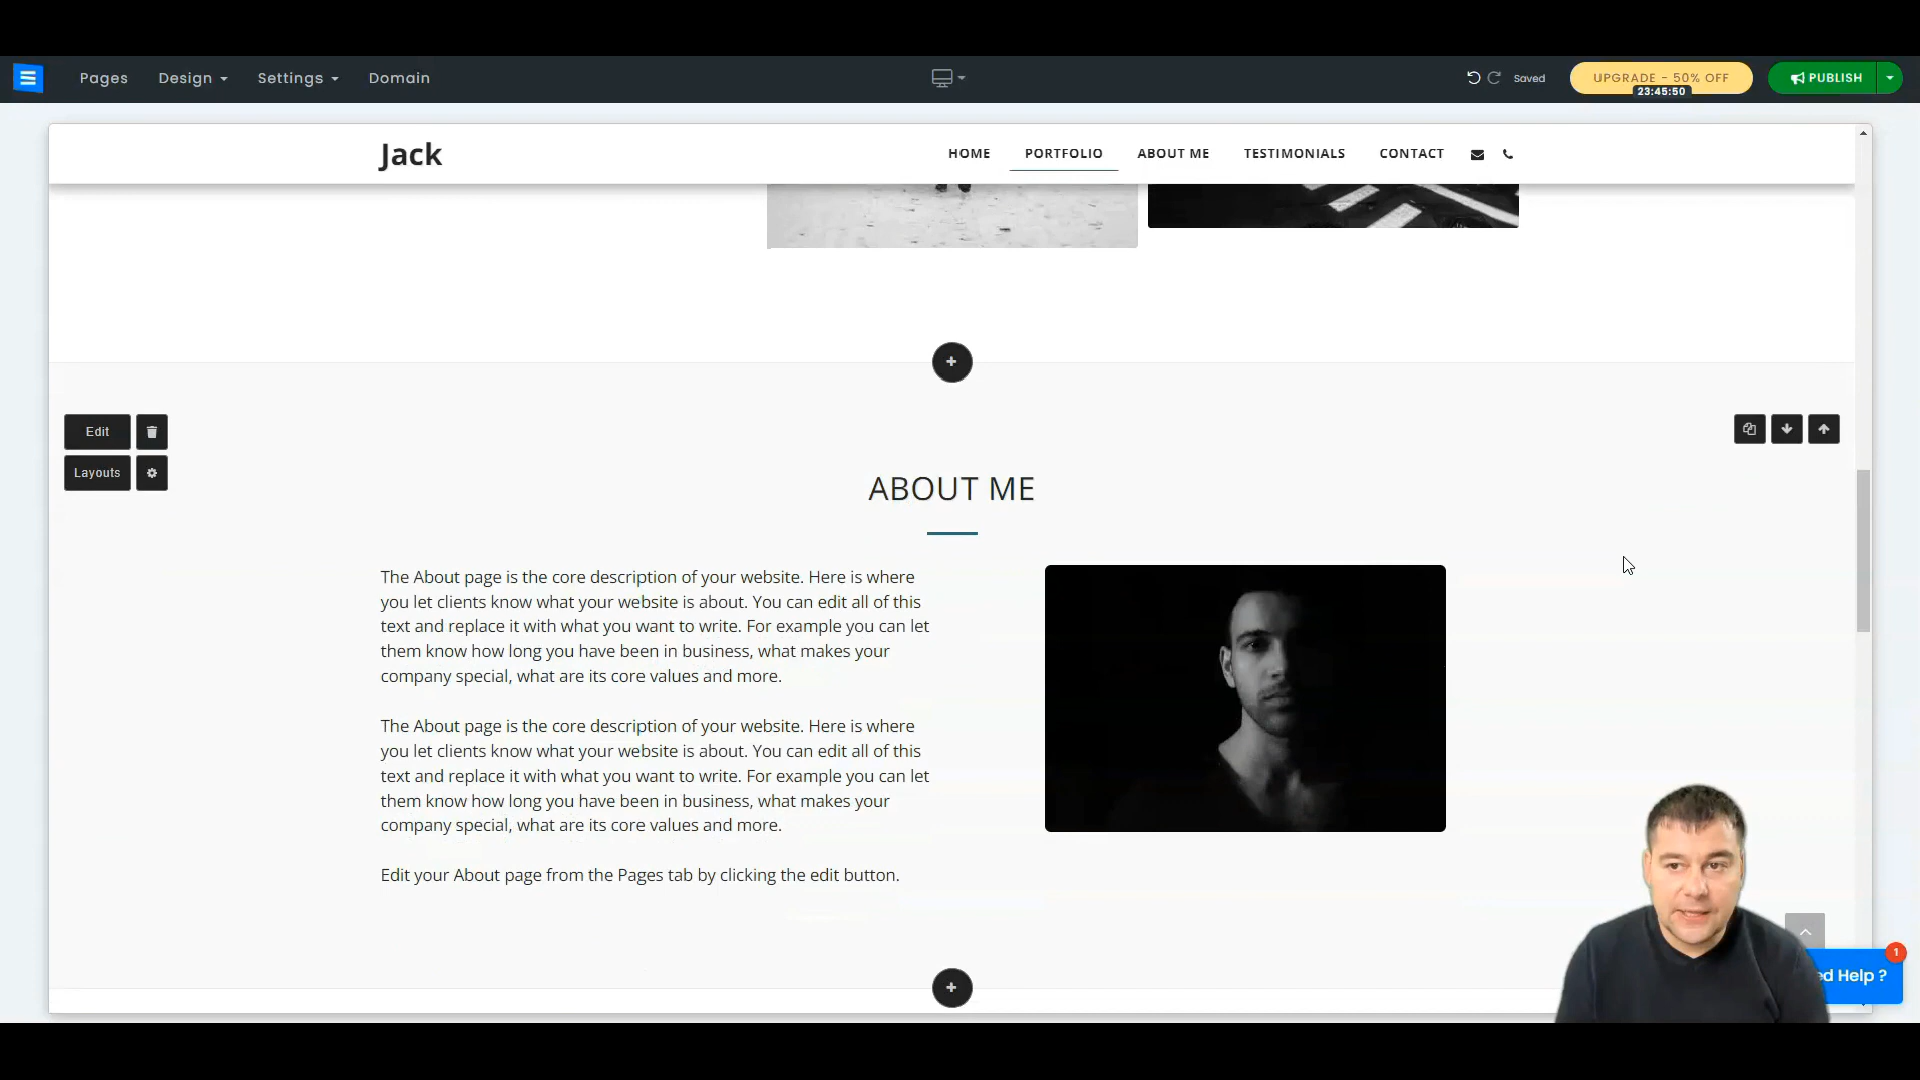 Pages Design Settings Domain Saved UPGRADE - 50% OFF PUBLISH
23:45:50
Jack HOME PORTFOLIO ABOUT ME TESTIMONIALS CONTACT
+
Edit
Layouts
ABOUT ME
The About page is the core description of your website. Here is where
you let clients know what your website is about. You can edit all of this
text and replace it with what you want to write. For example you can let
them know how long you have been in business, what makes your
company special, what are its core values and more.
The About page is the core description of your website. Here is where
you let clients know what your website is about. You can edit all of this
text and replace it with what you want to write. For example you can let
them know how long you have been in business, what makes your
company special, what are its core values and more.
Edit your About page from the Pages tab by clicking the edit button.
1
ed Help ?
+